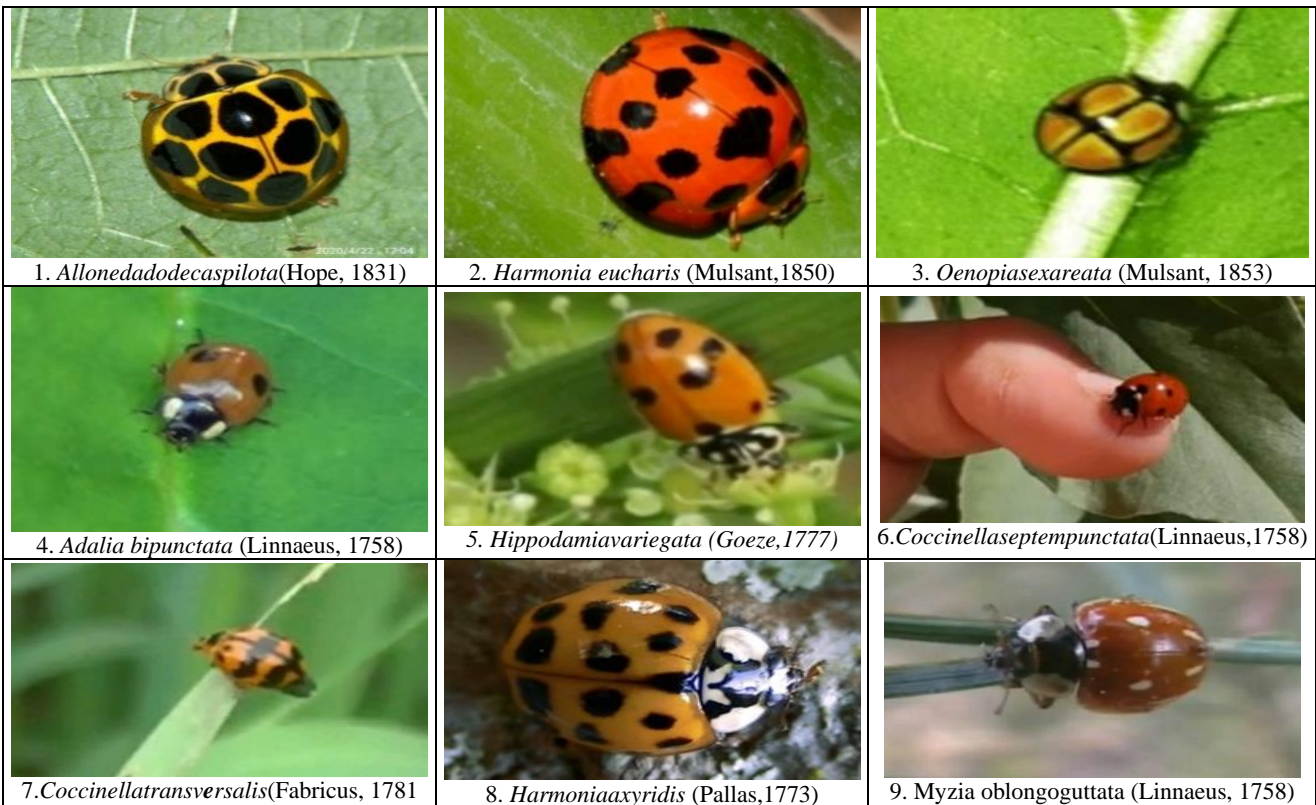 2020/4/22 12:04
1. Allonedadodecaspilota(Hope, 1831)
2. Harmonia eucharis (Mulsant,1850)
3. Oenopiasexareata (Mulsant, 1853)
4. Adalia bipunctata (Linnaeus, 1758)
5. Hippodamiavariegata (Goeze,1777)
6.Coccinellaseptempunctata(Linnaeus,1758)
7.Coccinellatransversalis(Fabricus, 1781
8. Harmoniaaxyridis (Pallas,1773)
9. Myzia oblongoguttata (Linnaeus, 1758)